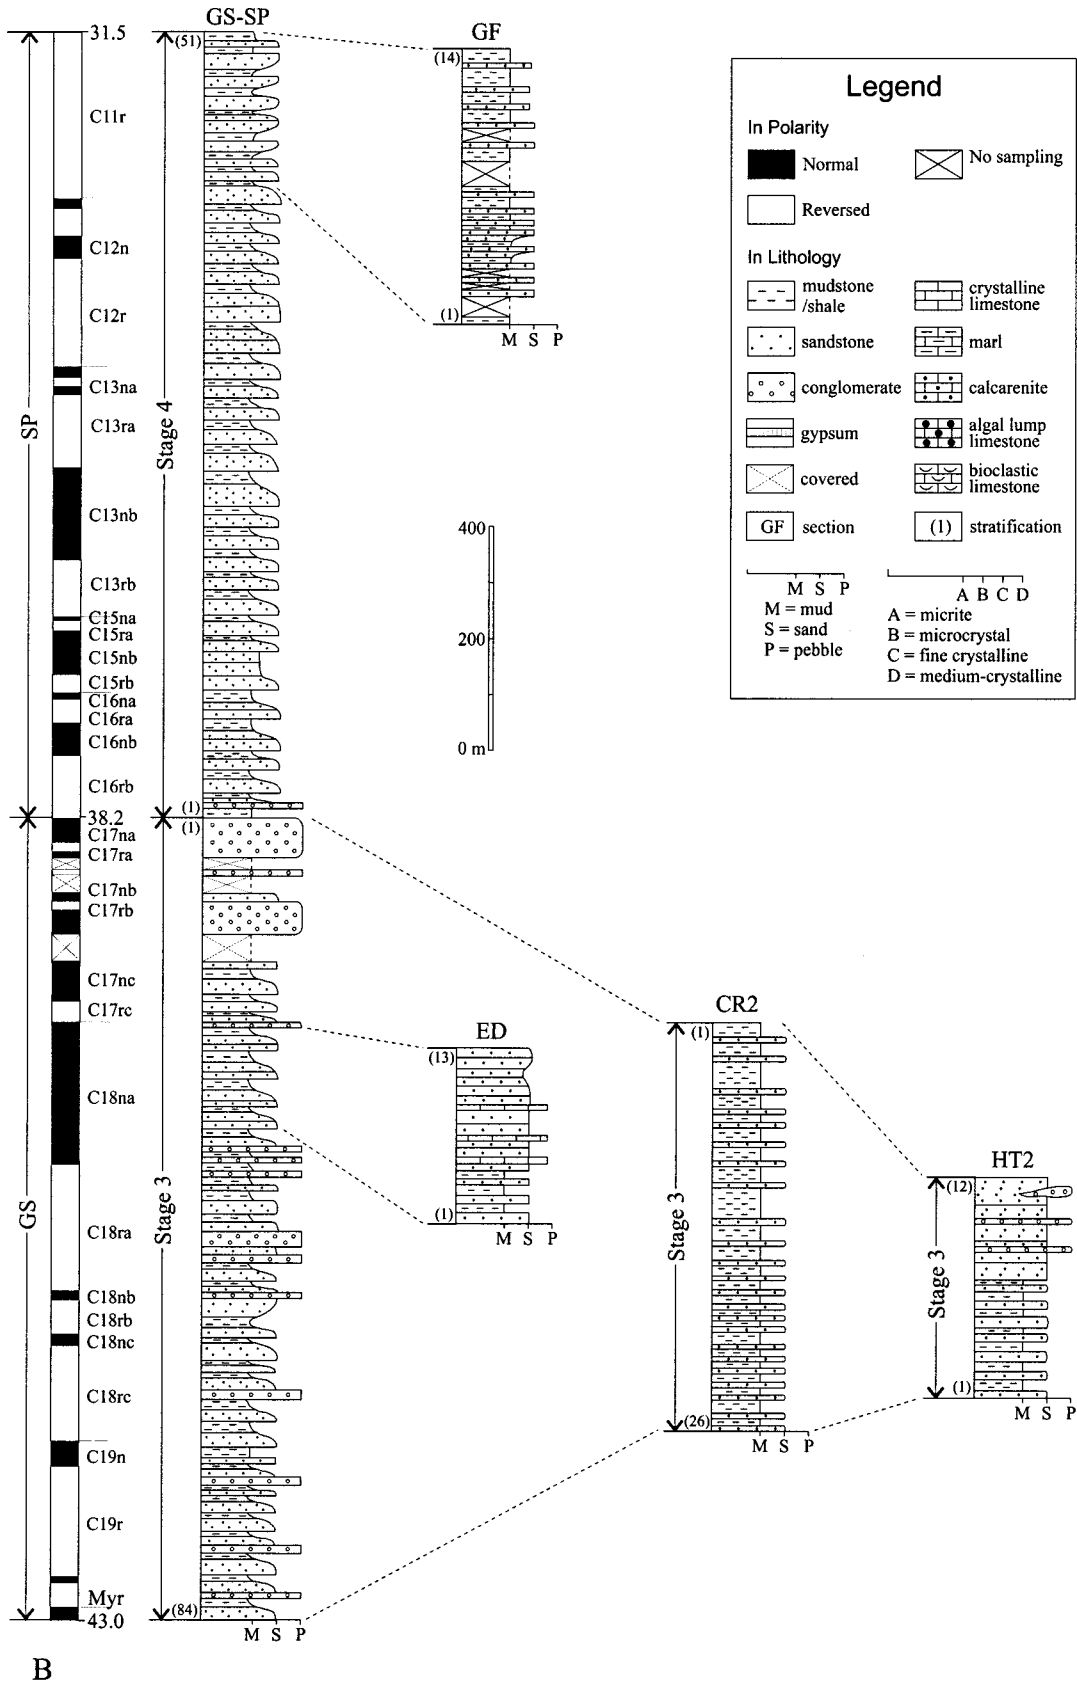 GS-SP
GF
31.5
(51)
(14)
C11r
C12n
C12r
(1)
M S P
C13na
C13ra
SP
Stage 4
C13nb
400
C13rb
C15na
C15ra
200
C15nb
C15rb
C16na
C16ra
C16nb
0 m
C16rb
(1)
38.2
(1)
C17na
C17ra
C17nb
C17rb
C17nc
C17rc
GS
Stage 3
C18na
C18ra
C18nb
C18rb
C18nc
C18rc
C19n
C19r
Myr
43.0
(84)
M S P
ED
(13)
(1)
M S P
CR2
(1)
Stage 3
(26)
M S P
HT2
(12)
Stage 3
(1)
M S P
Legend
In Polarity
Normal
No sampling
Reversed
In Lithology
mudstone
/shale
crystalline
limestone
sandstone
marl
conglomerate
calcarenite
gypsum
algal lump
limestone
covered
bioclastic
limestone
GF section
(1) stratification
M S P
A B C D
M = mud
S = sand
P = pebble
A = micrite
B = microcrystal
C = fine crystalline
D = medium-crystalline
B